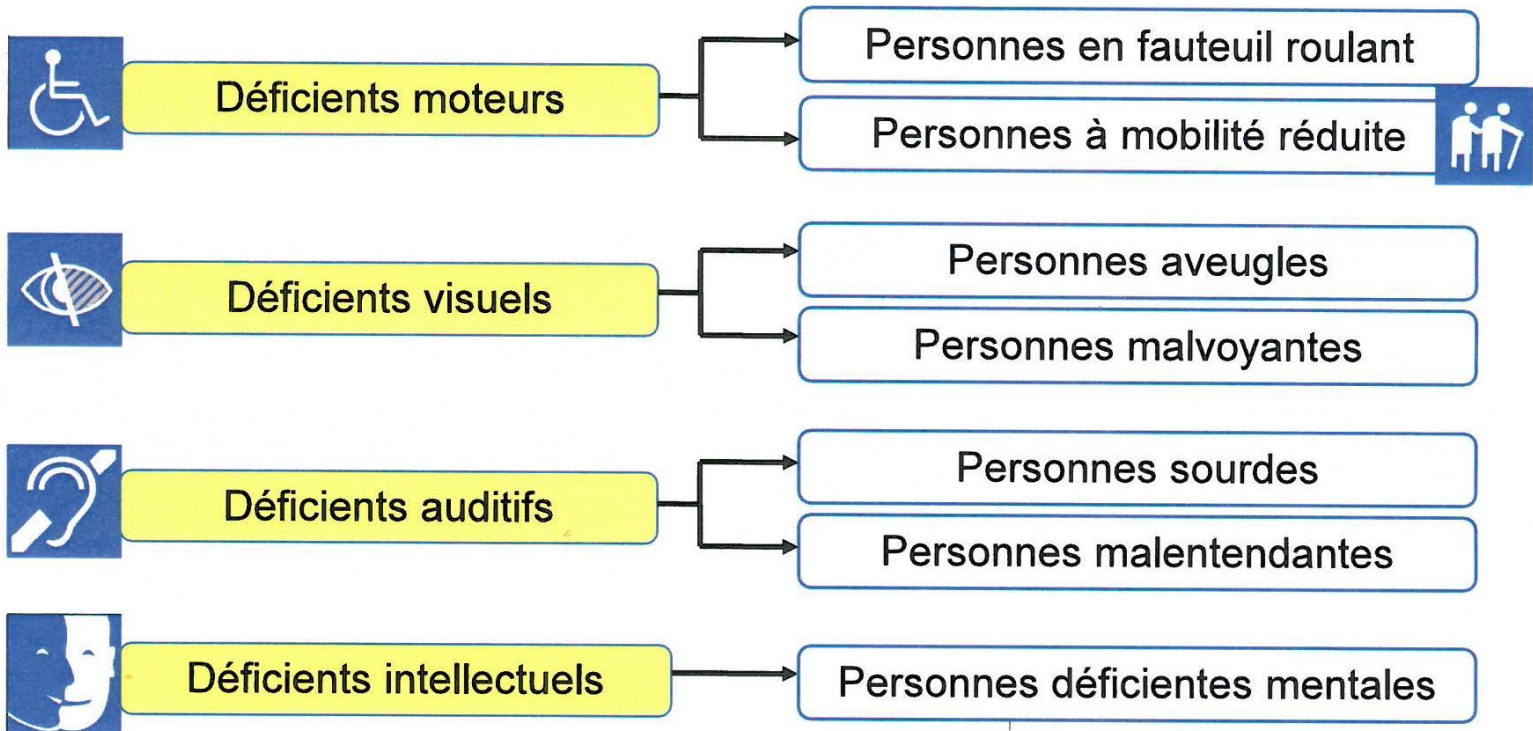 Déficients moteurs
Personnes en fauteuil roulant
Personnes à mobilité réduite
Déficients visuels
Personnes aveugles
Personnes malvoyantes
Déficients auditifs
Personnes sourdes
Personnes malentendantes
Déficients intellectuels
Personnes déficientes mentales